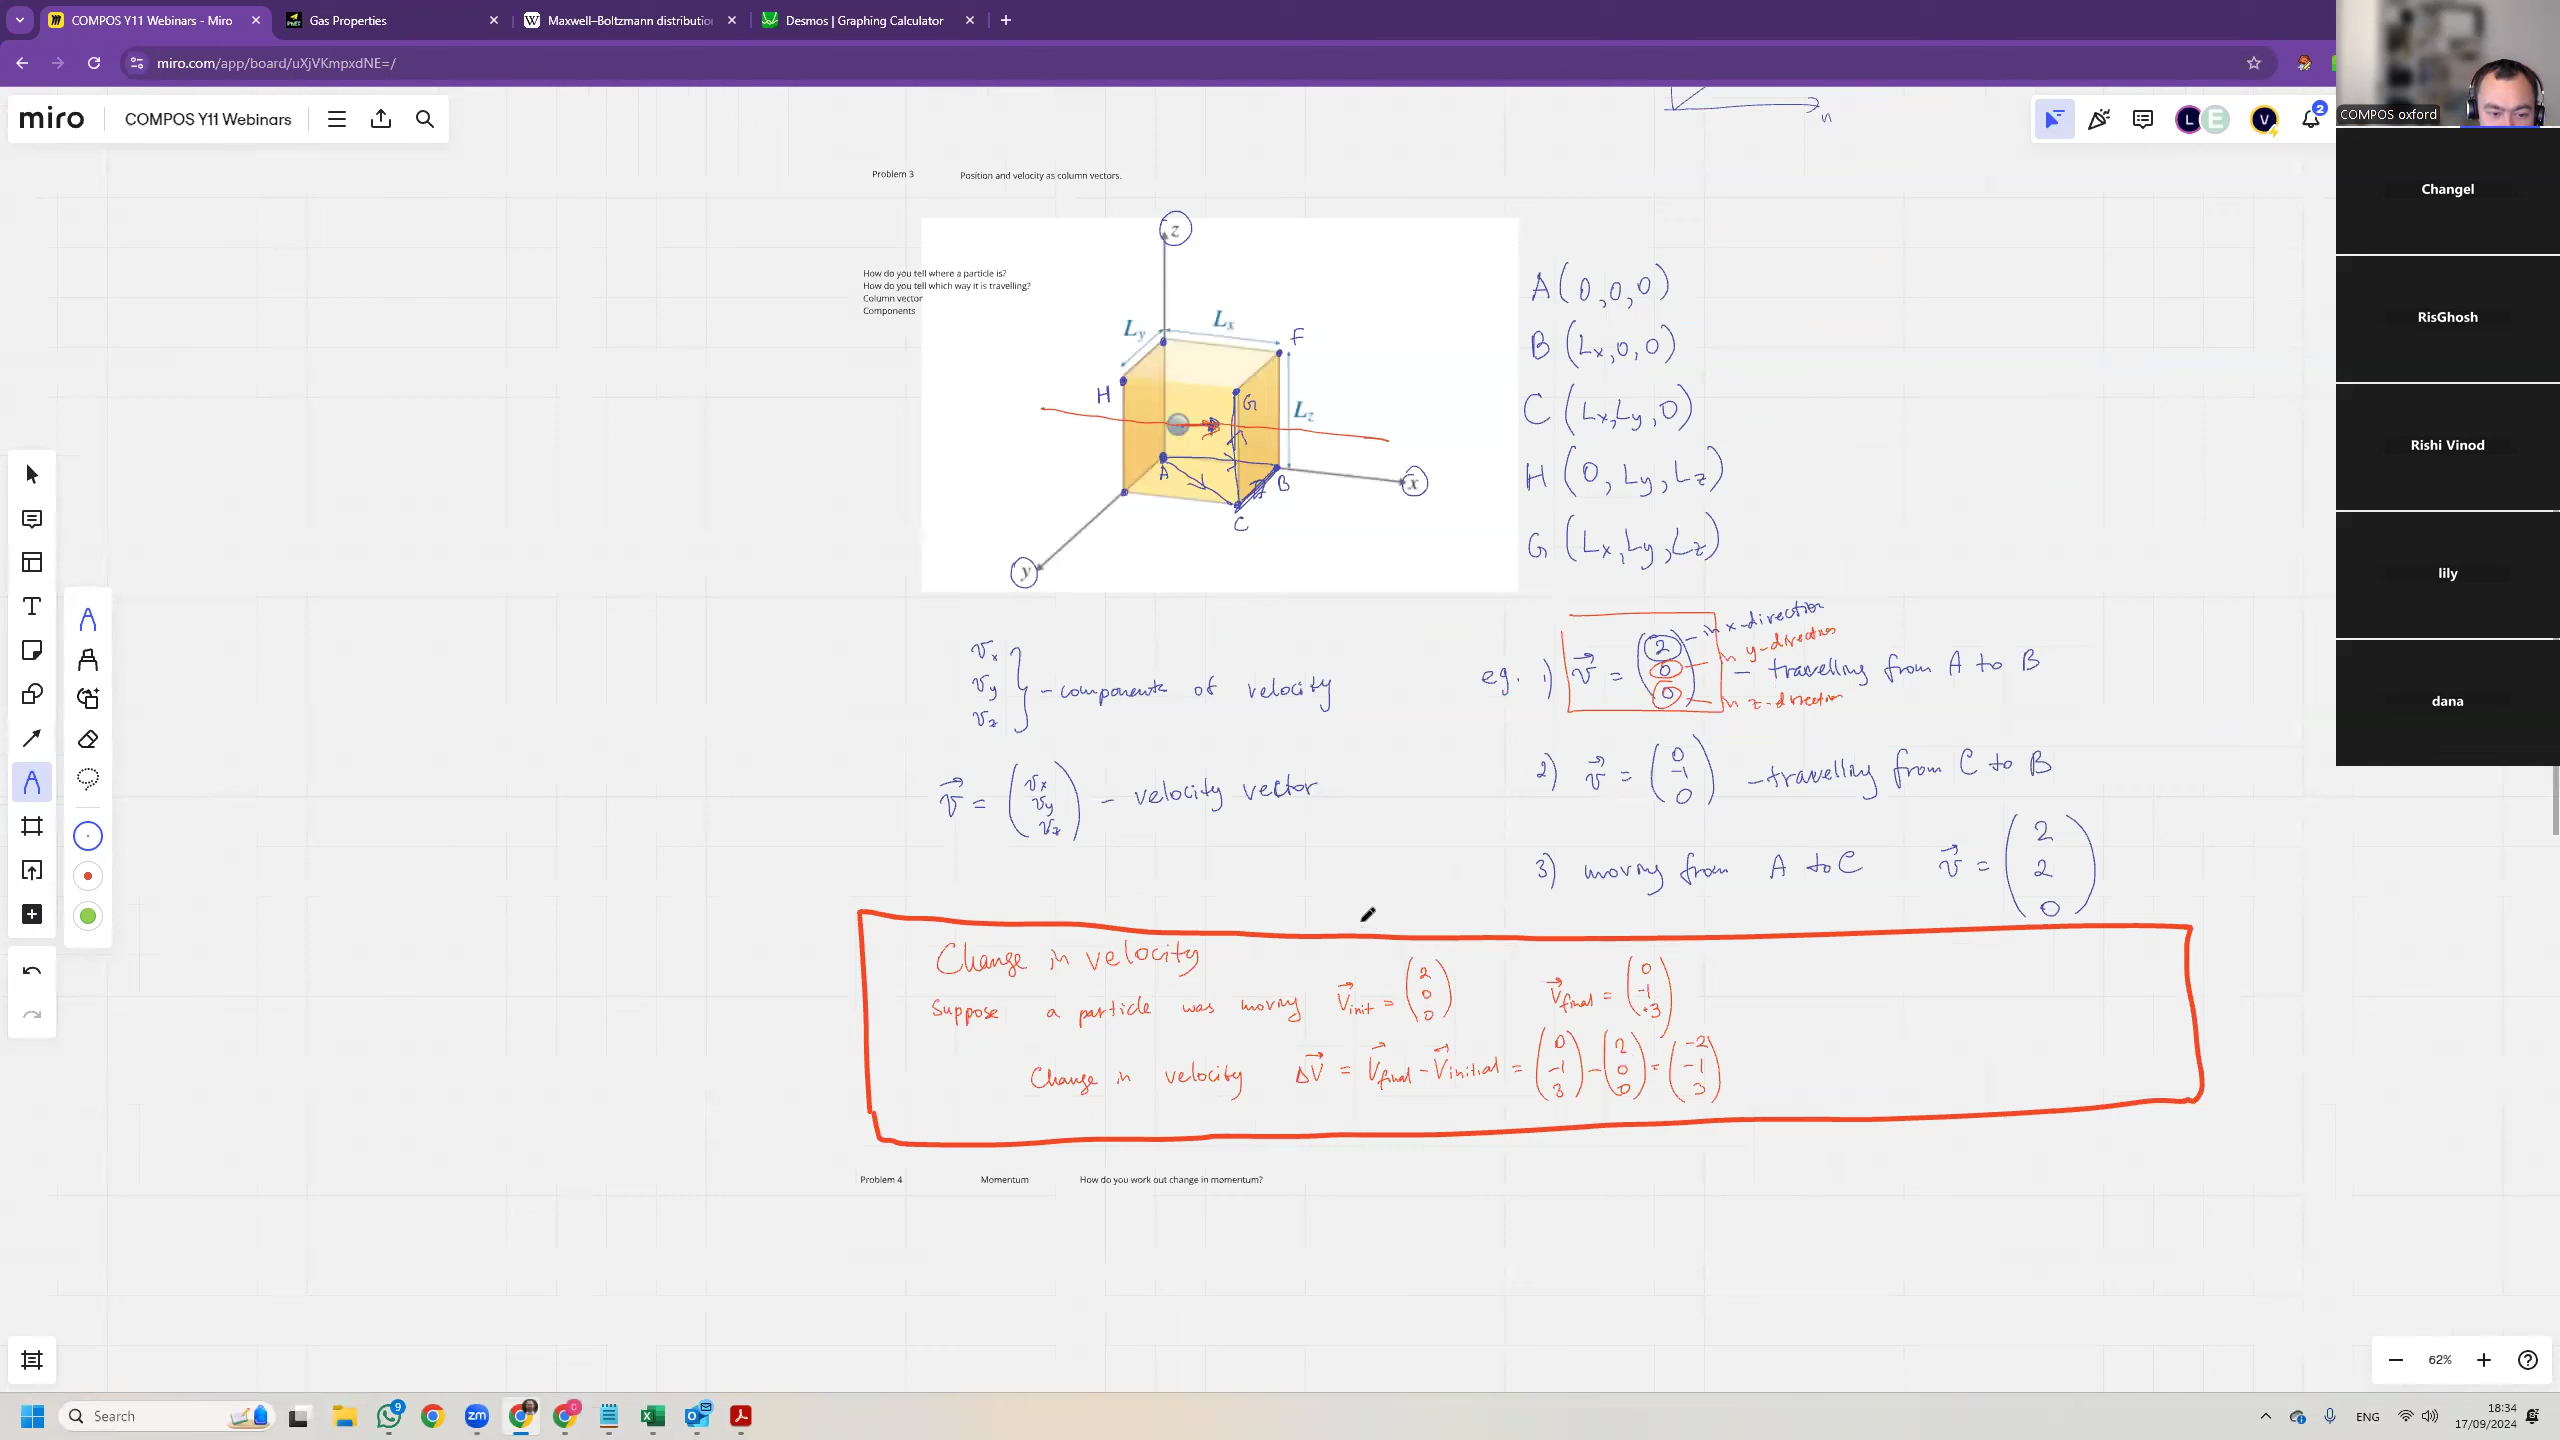 COMPOS Y11 Webinars - Miro
Gas Properties
Maxwell–Boltzmann distributio
Desmos | Graphing Calculator
miro.com/app/board/uXjVKmpxdNE=/
miro
COMPOS Y11 Webinars
L
E
V
2
COMPOS oxford
Changel
RisGhosh
Rishi Vinod
lily
dana
n
Problem 3
Position and velocity as column vectors.
How do you tell where a particle is?
How do you tell which way it is travelling?
Column vector
Components
z
Ly
Lx
F
H
G
Lz
A
B
x
C
y
A (0,0,0)
B (Lx,0,0)
C (Lx,Ly,0)
H (0, Ly, Lz)
G (Lx,Ly,Lz)
vx
vy
vz
- components of velocity
v = (vx vy vz) - velocity vector
eg. 1) v = (2 0 0) - travelling from A to B
- in x-direction
- in y-direction
- in z-direction
2) v = (0 -1 0) - travelling from C to B
3) moving from A to C v = (2 2 0)
Change in velocity
Suppose a particle was moving Vinit = (2 0 0) Vfinal = (0 -1 +3)
Change in velocity ΔV = Vfinal - Vinitial = (0 -1 3) - (2 0 0) = (-2 -1 3)
Problem 4
Momentum
How do you work out change in momentum?
62%
Search
9
zm
ENG
18:34
17/09/2024